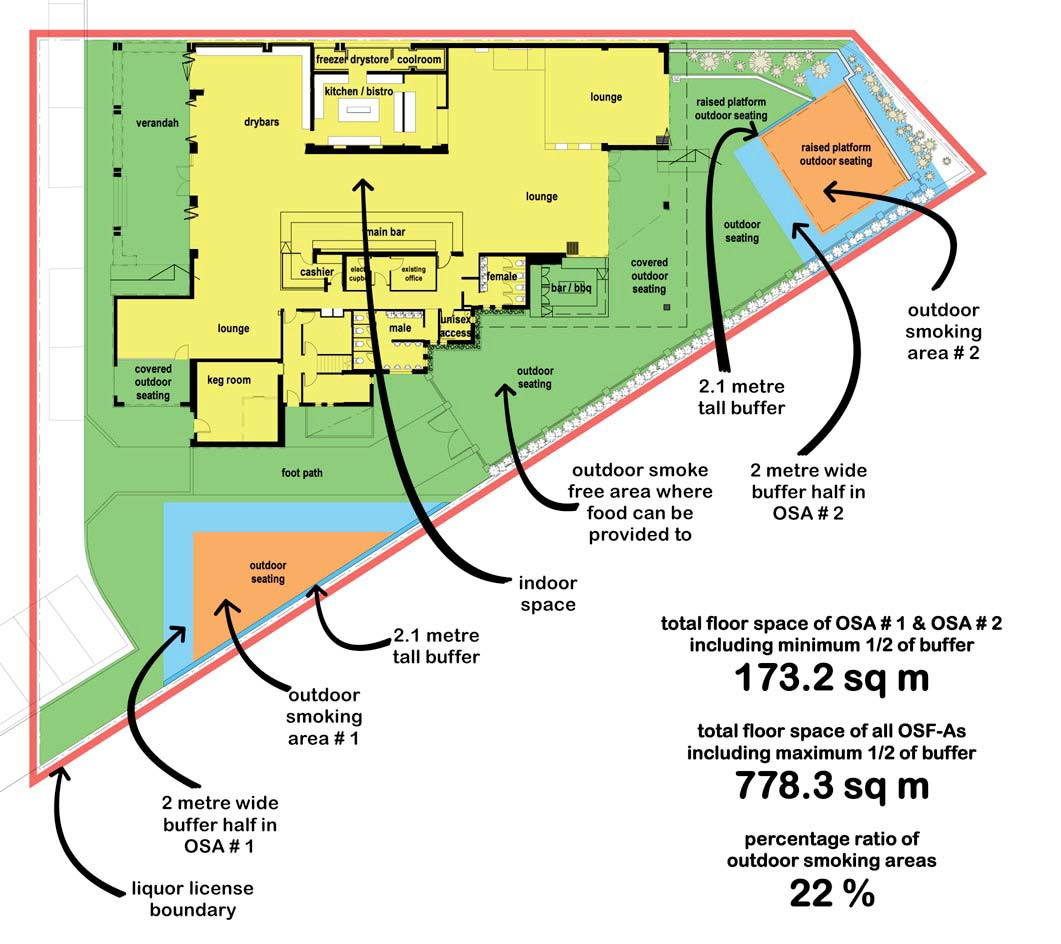 freezer drystore coolroom
kitchen / bistro
verandah
drybars
lounge
raised platform
outdoor seating
raised platform
outdoor seating
lounge
outdoor
seating
main bar
cashier
elect
cupb
existing
office
female
bar / bbq
covered
outdoor
seating
lounge
male
unisex
access
outdoor
smoking
area # 2
covered
outdoor
seating
keg room
outdoor
seating
2.1 metre
tall buffer
foot path
outdoor smoke
free area where
food can be
provided to
2 metre wide
buffer half in
OSA # 2
outdoor
seating
indoor
space
2.1 metre
tall buffer
outdoor
smoking
area # 1
2 metre wide
buffer half in
OSA # 1
liquor license
boundary
total floor space of OSA # 1 & OSA # 2
including minimum 1/2 of buffer
173.2 sq m
total floor space of all OSF-As
including maximum 1/2 of buffer
778.3 sq m
percentage ratio of
outdoor smoking areas
22 %